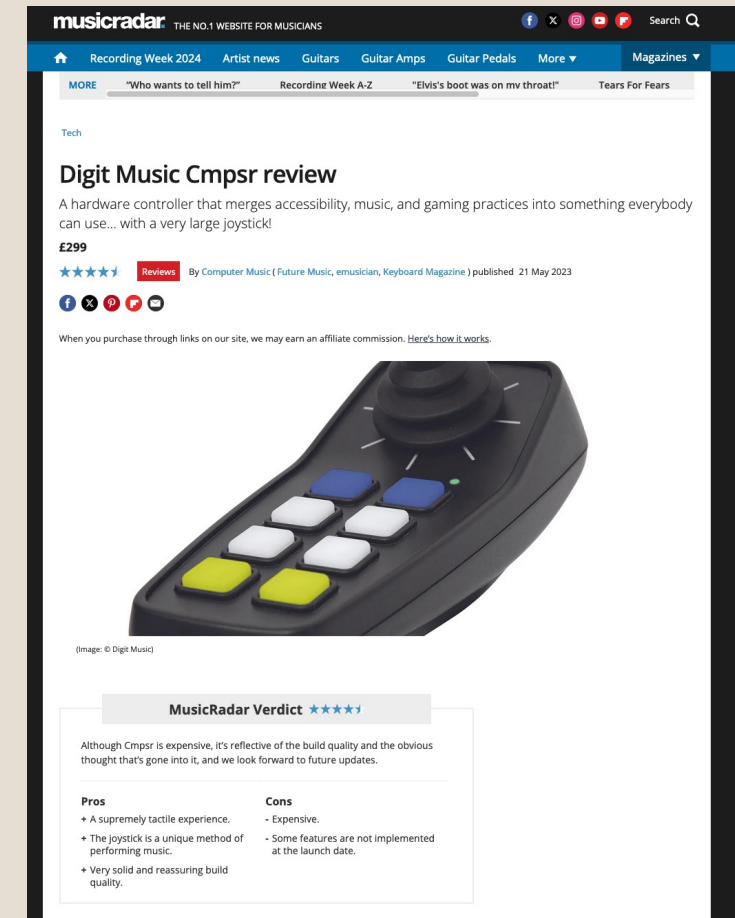 musicradar. THE NO.1 WEBSITE FOR MUSICIANS
Search
Recording Week 2024 Artist news Guitars Guitar Amps Guitar Pedals More ▼ Magazines ▼
MORE "Who wants to tell him?" Recording Week A-Z "Elvis's boot was on my throat!" Tears For Fears
Tech
Digit Music Cmpsr review
A hardware controller that merges accessibility, music, and gaming practices into something everybody
can use... with a very large joystick!
£299
Reviews By Computer Music ( Future Music, emusician, Keyboard Magazine ) published 21 May 2023
When you purchase through links on our site, we may earn an affiliate commission. Here's how it works.
(Image: © Digit Music)
MusicRadar Verdict
Although Cmpsr is expensive, it's reflective of the build quality and the obvious
thought that's gone into it, and we look forward to future updates.
Pros
+ A supremely tactile experience.
+ The joystick is a unique method of
performing music.
+ Very solid and reassuring build
quality.
Cons
- Expensive.
- Some features are not implemented
at the launch date.